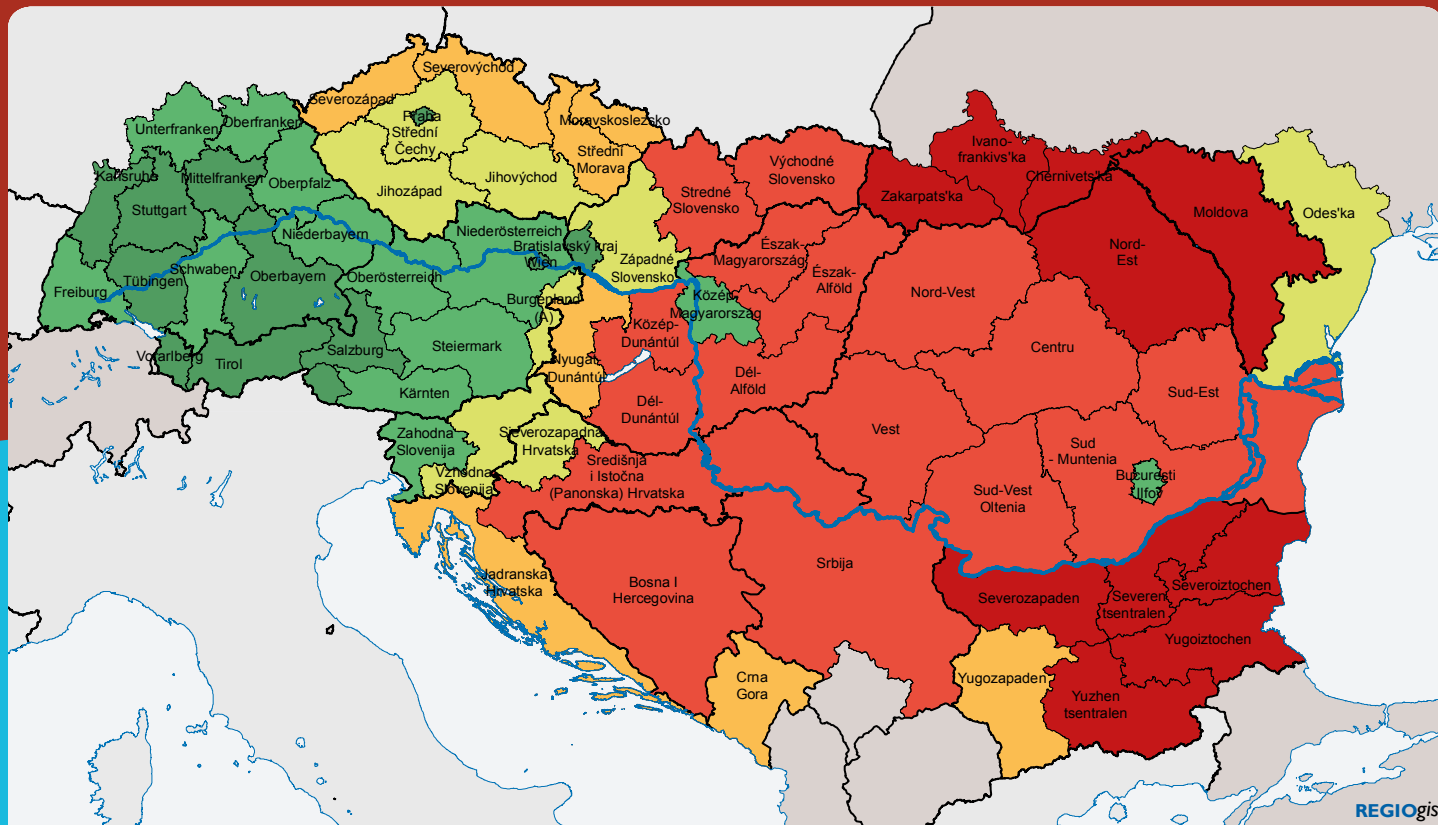 Severovýchod
Severozápad
Praha
Střední
Čechy
Moravskoslezsko
Střední
Morava
Jihovýchod
Jihozápad
Unterfranken
Oberfranken
Karlsruhe
Mittelfranken
Oberpfalz
Stuttgart
Niederbayern
Schwaben
Tübingen
Freiburg
Oberbayern
Oberösterreich
Niederösterreich
Wien
Bratislavský kraj
Burgenland
(A)
Vorarlberg
Tirol
Salzburg
Steiermark
Kärnten
Západné
Slovensko
Stredné
Slovensko
Východné
Slovensko
Észak-
Magyarország
Észak-
Alföld
Közép-
Magyarország
Közép-
Dunántúl
Nyugat-
Dunántúl
Dél-
Dunántúl
Dél-
Alföld
Zahodna
Slovenija
Vzhodna
Slovenija
Sjeverozapadna
Hrvatska
Središnja
i Istočna
(Panonska) Hrvatska
Jadranska
Hrvatska
Bosna I
Hercegovina
Crna
Gora
Srbija
Ivano-
frankivs'ka
Chernivets'ka
Zakarpats'ka
Moldova
Odes'ka
Nord-
Est
Nord-Vest
Centru
Sud-Est
Vest
Sud
- Muntenia
Bucuresti
- Ilfov
Sud-Vest
Oltenia
Severozapaden
Severen
tsentralen
Severoiztochen
Yugoiztochen
Yugozapaden
Yuzhen
tsentralen
REGIOgis